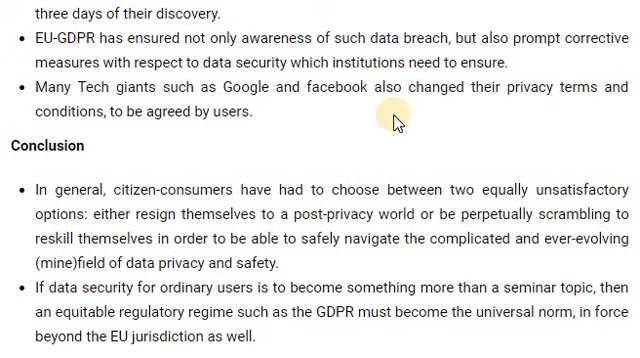 three days of their discovery.
• EU-GDPR has ensured not only awareness of such data breach, but also prompt corrective
measures with respect to data security which institutions need to ensure.
• Many Tech giants such as Google and facebook also changed their privacy terms and
conditions, to be agreed by users.
Conclusion
• In general, citizen-consumers have had to choose between two equally unsatisfactory
options: either resign themselves to a post-privacy world or be perpetually scrambling to
reskill themselves in order to be able to safely navigate the complicated and ever-evolving
(mine)field of data privacy and safety.
• If data security for ordinary users is to become something more than a seminar topic, then
an equitable regulatory regime such as the GDPR must become the universal norm, in force
beyond the EU jurisdiction as well.